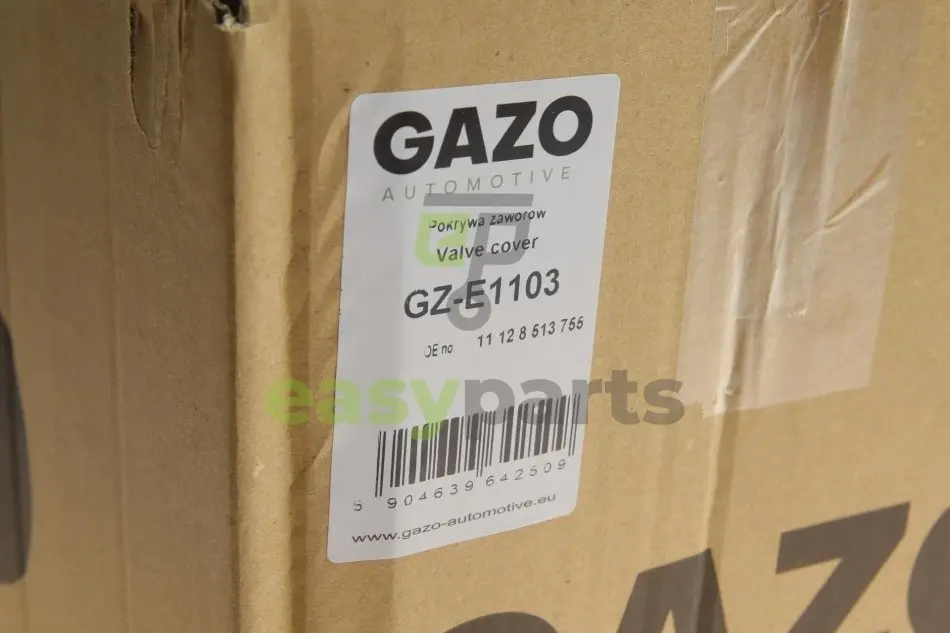 GAZO
AUTOMOTIVE
Pokrywa zaworów
Valve cover
GZ-E1103
OE no. 11 12 8 513 755
easyparts
5 904639 642509
www.gazo-automotive.eu
GAZO